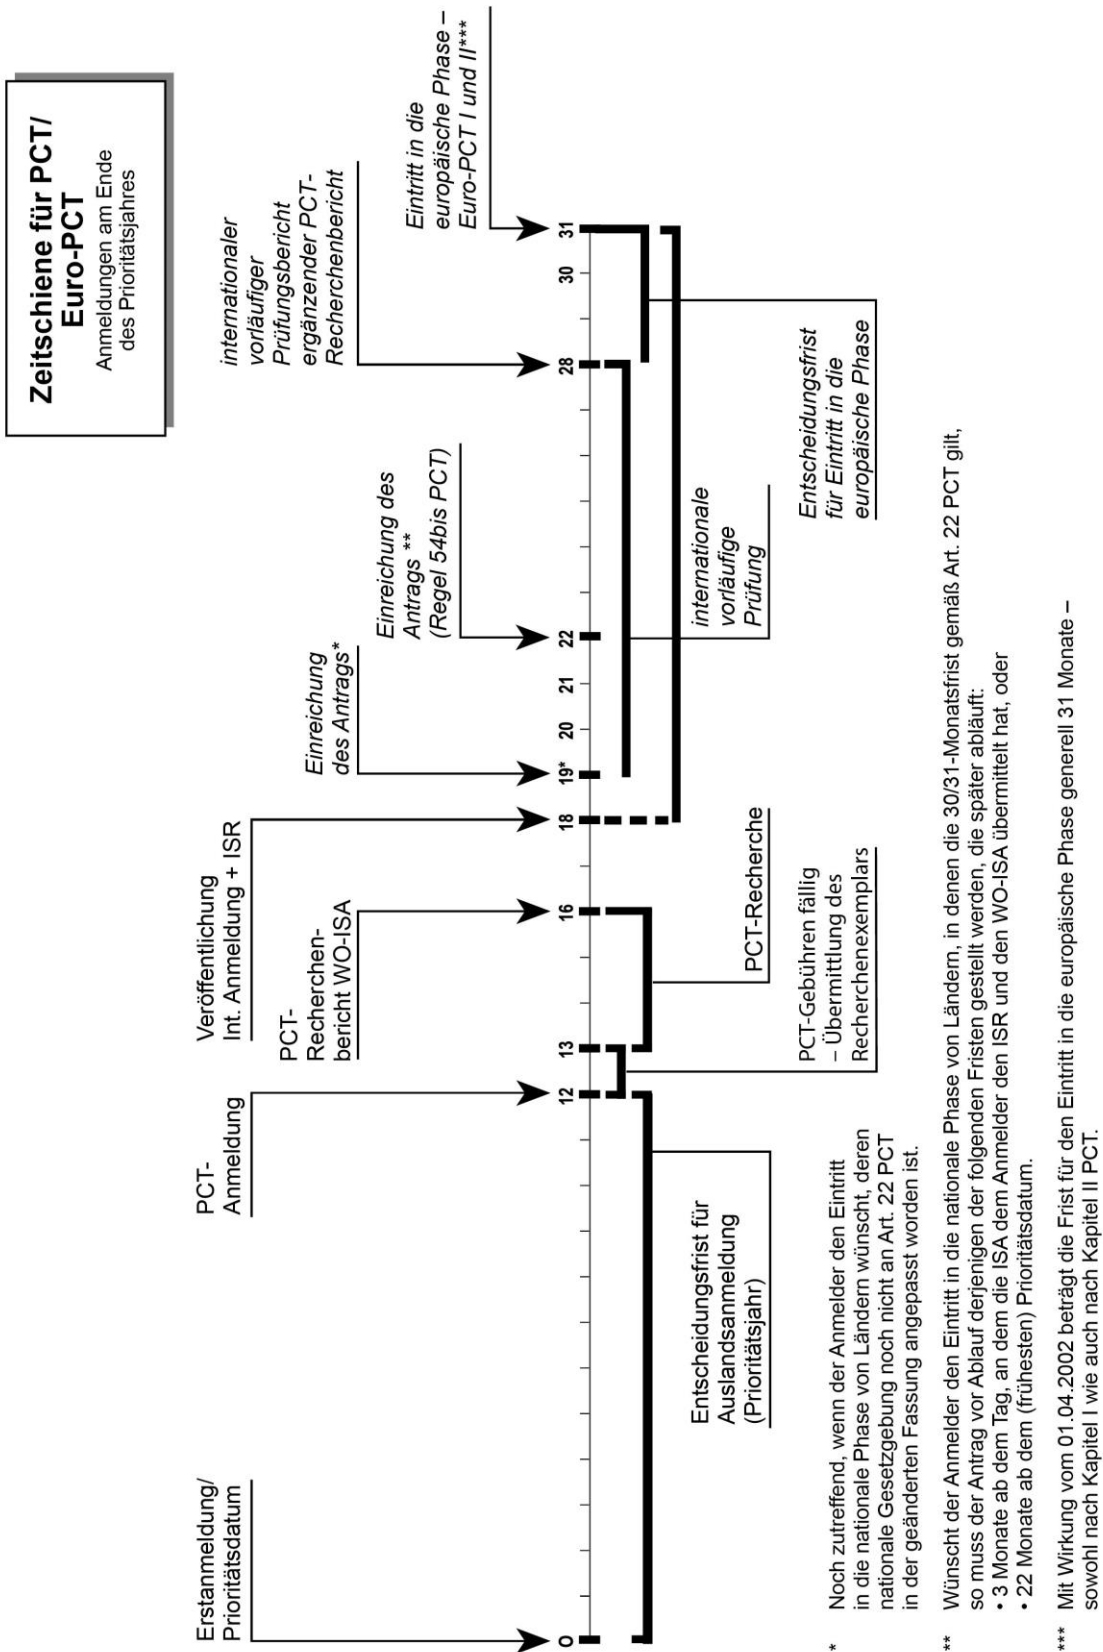 Zeitschiene für PCT/
Euro-PCT
Anmeldungen am Ende
des Prioritätsjahres
Erstanmeldung/
Prioritätsdatum
PCT-
Anmeldung
Veröffentlichung
Int. Anmeldung + ISR
PCT-
Recherchen-
bericht WO-ISA
Einreichung
des Antrags*
Einreichung des
Antrags **
(Regel 54bis PCT)
internationaler
vorläufiger
Prüfungsbericht
ergänzender PCT-
Recherchenbericht
Eintritt in die
europäische Phase –
Euro-PCT I und II***
0 12 13 16 18 19* 20 21 22 28 30 31
Entscheidungsfrist für
Auslandsanmeldung
(Prioritätsjahr)
PCT-Gebühren fällig
– Übermittlung des
Recherchenexemplars
PCT-Recherche
internationale
vorläufige
Prüfung
Entscheidungsfrist
für Eintritt in die
europäische Phase
* Noch zutreffend, wenn der Anmelder den Eintritt
in die nationale Phase von Ländern wünscht, deren
nationale Gesetzgebung noch nicht an Art. 22 PCT
in der geänderten Fassung angepasst worden ist.
** Wünscht der Anmelder den Eintritt in die nationale Phase von Ländern, in denen die 30/31-Monatsfrist gemäß Art. 22 PCT gilt,
so muss der Antrag vor Ablauf derjenigen der folgenden Fristen gestellt werden, die später abläuft:
• 3 Monate ab dem Tag, an dem die ISA dem Anmelder den ISR und den WO-ISA übermittelt hat, oder
• 22 Monate ab dem (frühesten) Prioritätsdatum.
*** Mit Wirkung vom 01.04.2002 beträgt die Frist für den Eintritt in die europäische Phase generell 31 Monate –
sowohl nach Kapitel I wie auch nach Kapitel II PCT.